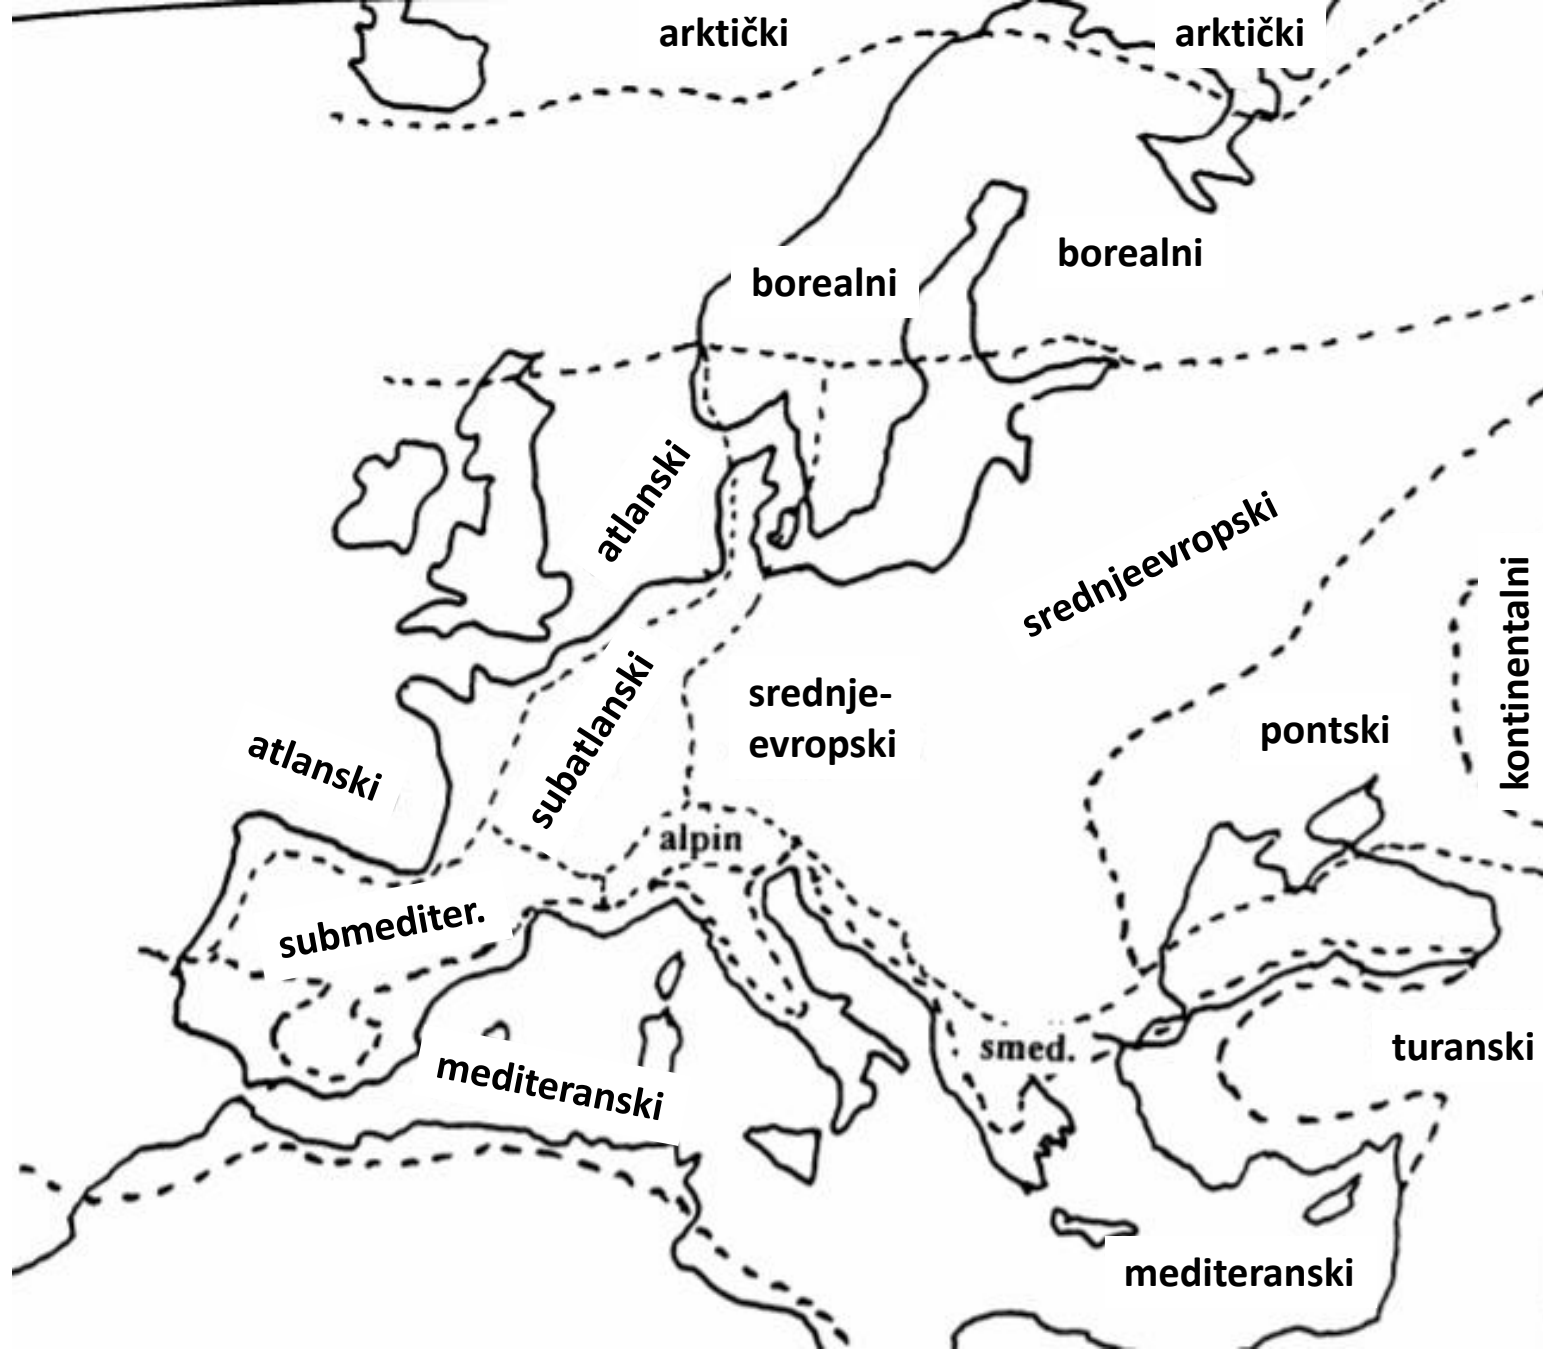 arktički
arktički
borealni
borealni
atlanski
srednjeevropski
kontinentalni
subatlanski
srednje-
evropski
pontski
atlanski
alpin
submediter.
smed.
turanski
mediteranski
mediteranski